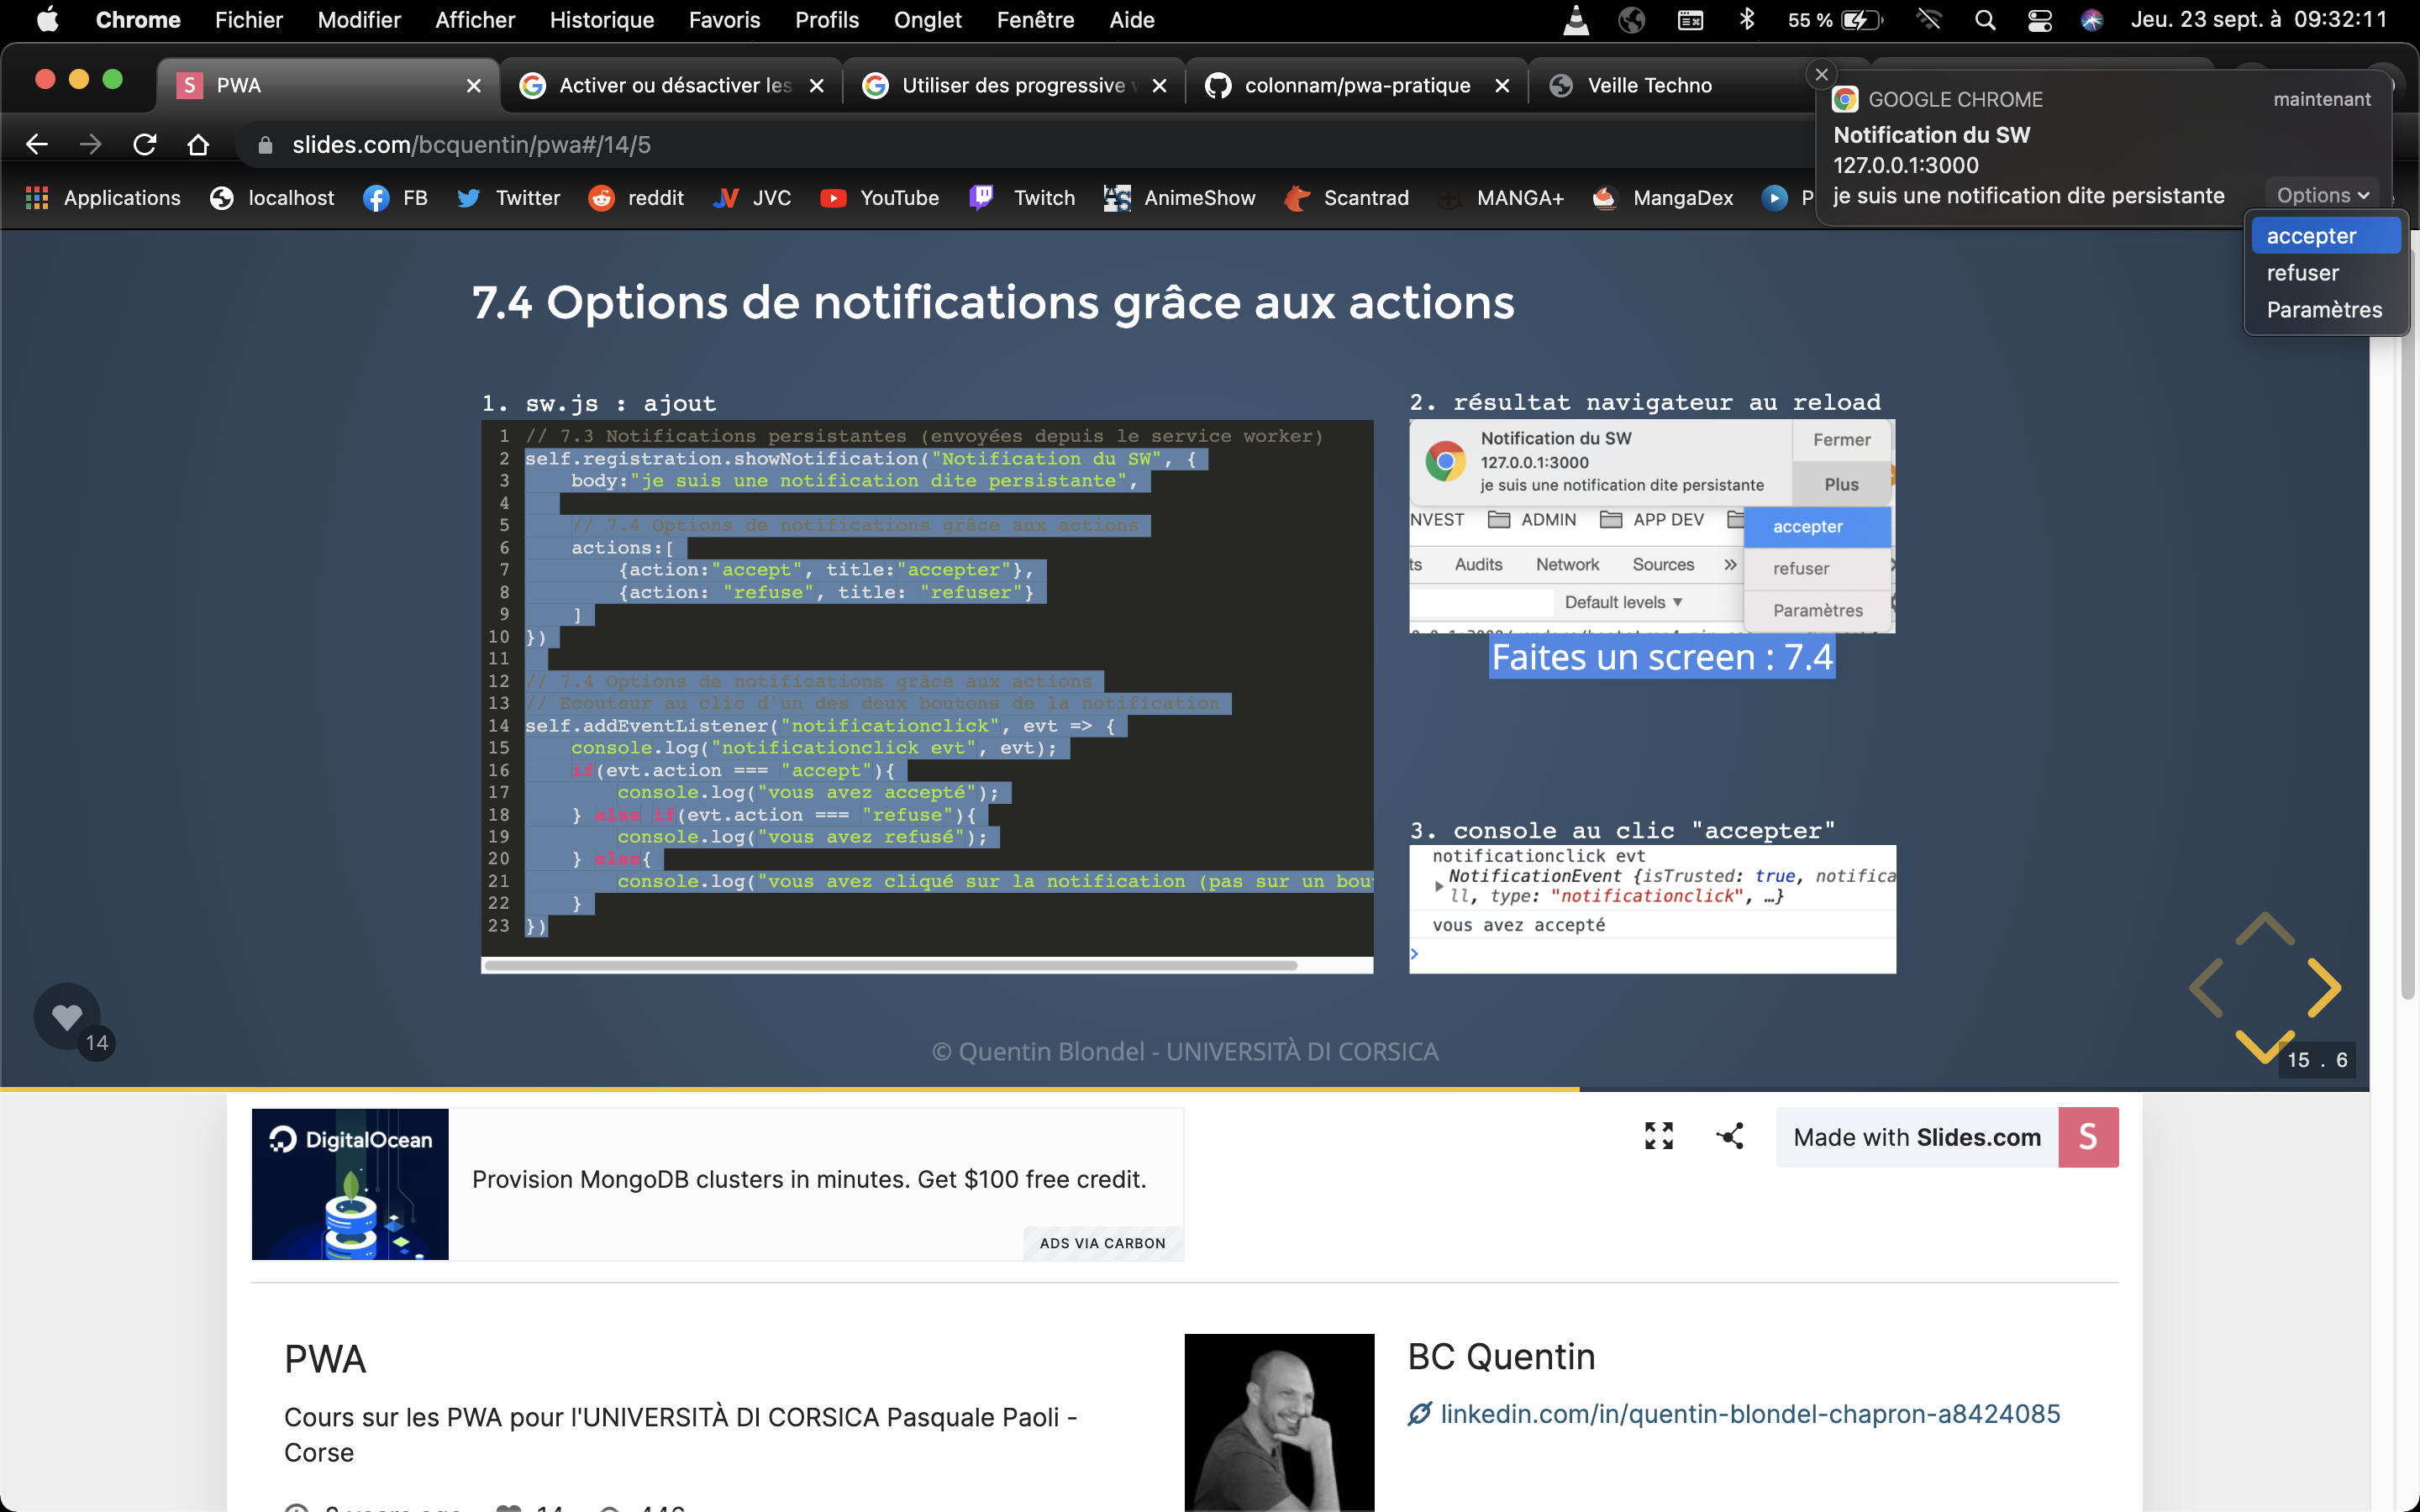 Chrome Fichier Modifier Afficher Historique Favoris Profils Onglet Fenêtre Aide 55 % Jeu. 23 sept. à 09:32:11
PWA Activer ou désactiver les Utiliser des progressive colonnam/pwa-pratique Veille Techno
GOOGLE CHROME maintenant
Notification du SW
127.0.0.1:3000
je suis une notification dite persistante Options
accepter
refuser
Paramètres
slides.com/bcquentin/pwa#/14/5
Applications localhost FB Twitter reddit JVC YouTube Twitch AnimeShow Scantrad MANGA+ MangaDex P
7.4 Options de notifications grâce aux actions
1. sw.js : ajout
1 // 7.3 Notifications persistantes (envoyées depuis le service worker)
2 self.registration.showNotification("Notification du SW", {
3 body:"je suis une notification dite persistante",
4
5 // 7.4 Options de notifications grâce aux actions
6 actions:[
7 {action:"accept", title:"accepter"},
8 {action: "refuse", title: "refuser"}
9 ]
10 })
11
12 // 7.4 Options de notifications grâce aux actions
13 // Ecouteur au clic d'un des deux boutons de la notification
14 self.addEventListener("notificationclick", evt => {
15 console.log("notificationclick evt", evt);
16 if(evt.action === "accept"){
17 console.log("vous avez accepté");
18 } else if(evt.action === "refuse"){
19 console.log("vous avez refusé");
20 } else{
21 console.log("vous avez cliqué sur la notification (pas sur un bou
22 }
23 })
2. résultat navigateur au reload
Notification du SW
127.0.0.1:3000
je suis une notification dite persistante
Fermer
Plus
NVEST ADMIN APP DEV
accepter
refuser
Paramètres
ts Audits Network Sources »
Default levels ▼
Faites un screen : 7.4
3. console au clic "accepter"
notificationclick evt
NotificationEvent {isTrusted: true, notifica
ll, type: "notificationclick", …}
vous avez accepté
>
14
© Quentin Blondel - UNIVERSITÀ DI CORSICA
15 . 6
DigitalOcean
Provision MongoDB clusters in minutes. Get $100 free credit.
ADS VIA CARBON
Made with Slides.com S
PWA
Cours sur les PWA pour l'UNIVERSITÀ DI CORSICA Pasquale Paoli -
Corse
BC Quentin
linkedin.com/in/quentin-blondel-chapron-a8424085